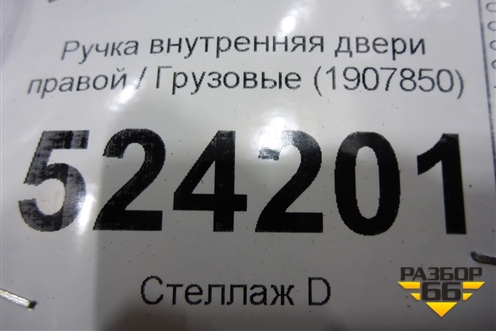 Ручка внутренняя двери
правой / Грузовые (1907850)
524201
Стеллаж D
РАЗБОР
66